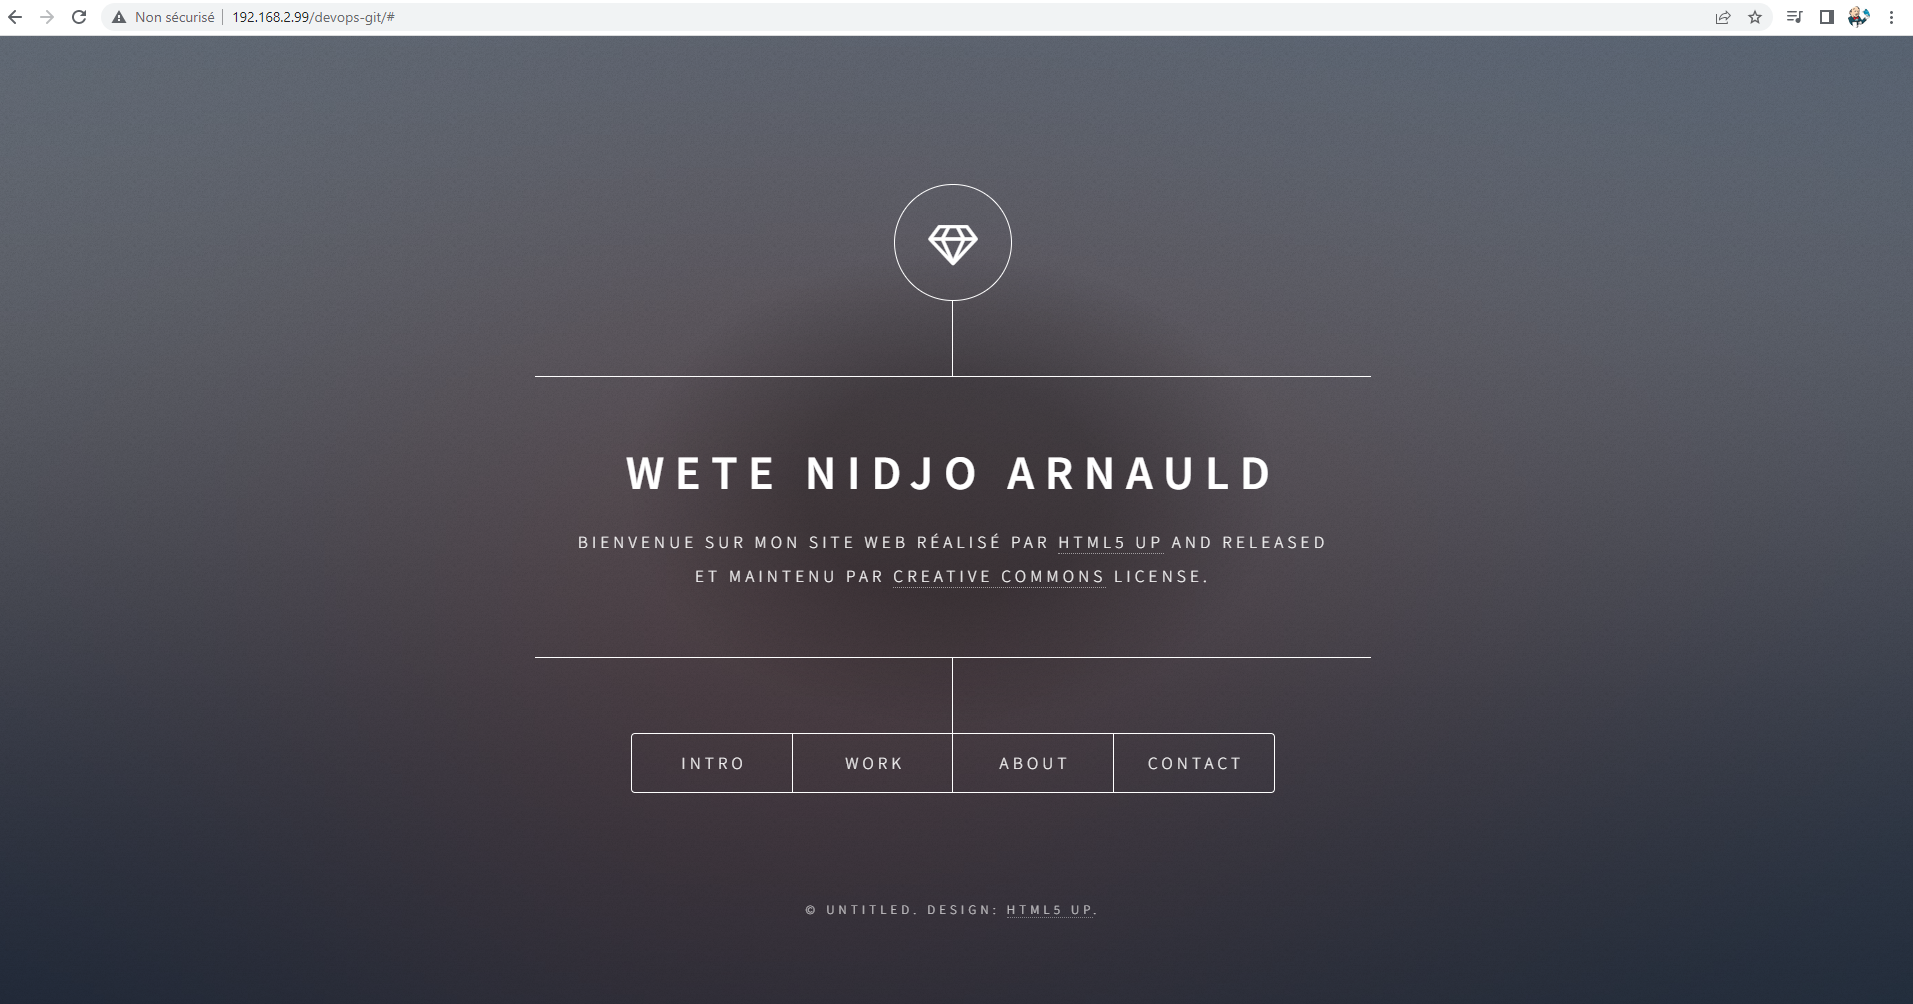 Non sécurisé 192.168.2.99/devops-git/#
WETE NIDJO ARNAULD
BIENVENUE SUR MON SITE WEB RÉALISÉ PAR HTML5 UP AND RELEASED
ET MAINTENU PAR CREATIVE COMMONS LICENSE.
INTRO WORK ABOUT CONTACT
© UNTITLED. DESIGN: HTML5 UP.